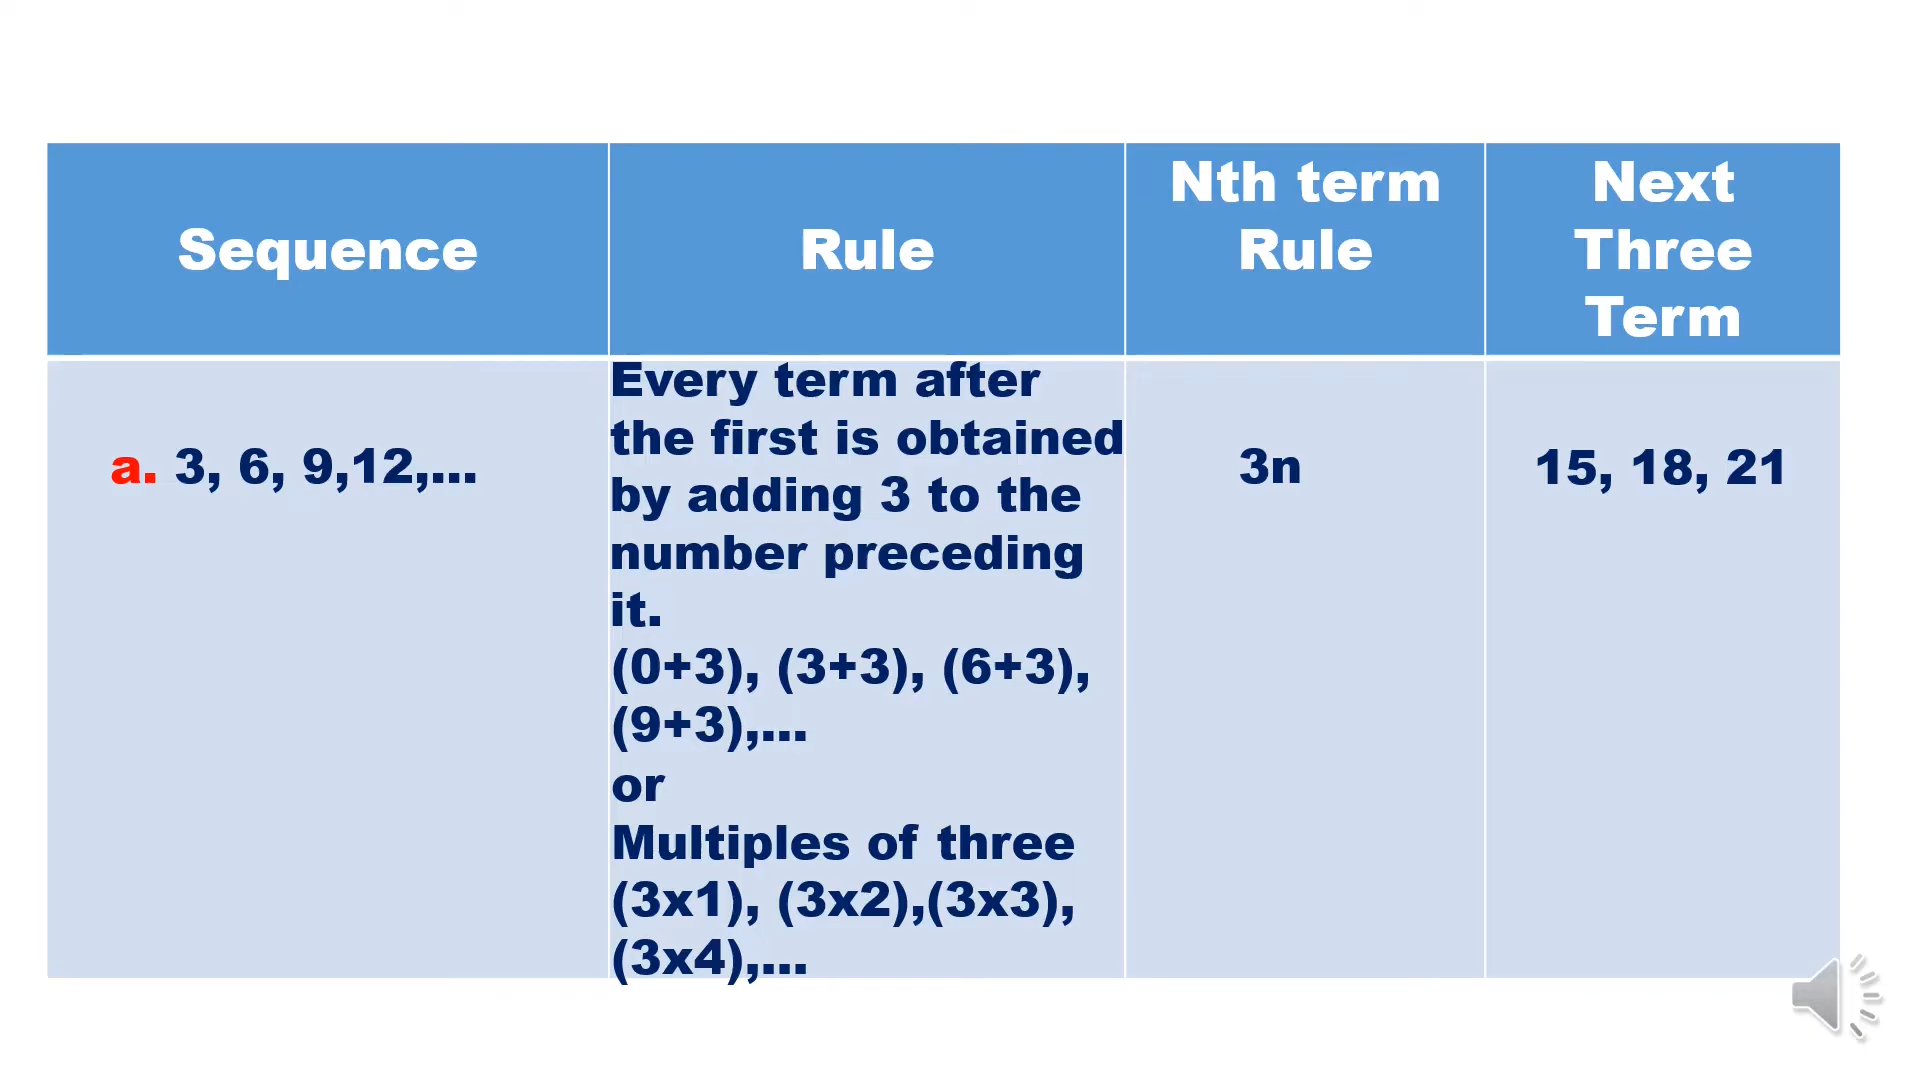 Sequence
Rule
Nth term
Rule
Next
Three
Term
a. 3, 6, 9,12,...
Every term after
the first is obtained
by adding 3 to the
number preceding
it.
(0+3), (3+3), (6+3),
(9+3),...
or
Multiples of three
(3x1), (3x2),(3x3),
(3x4),...
3n
15, 18, 21